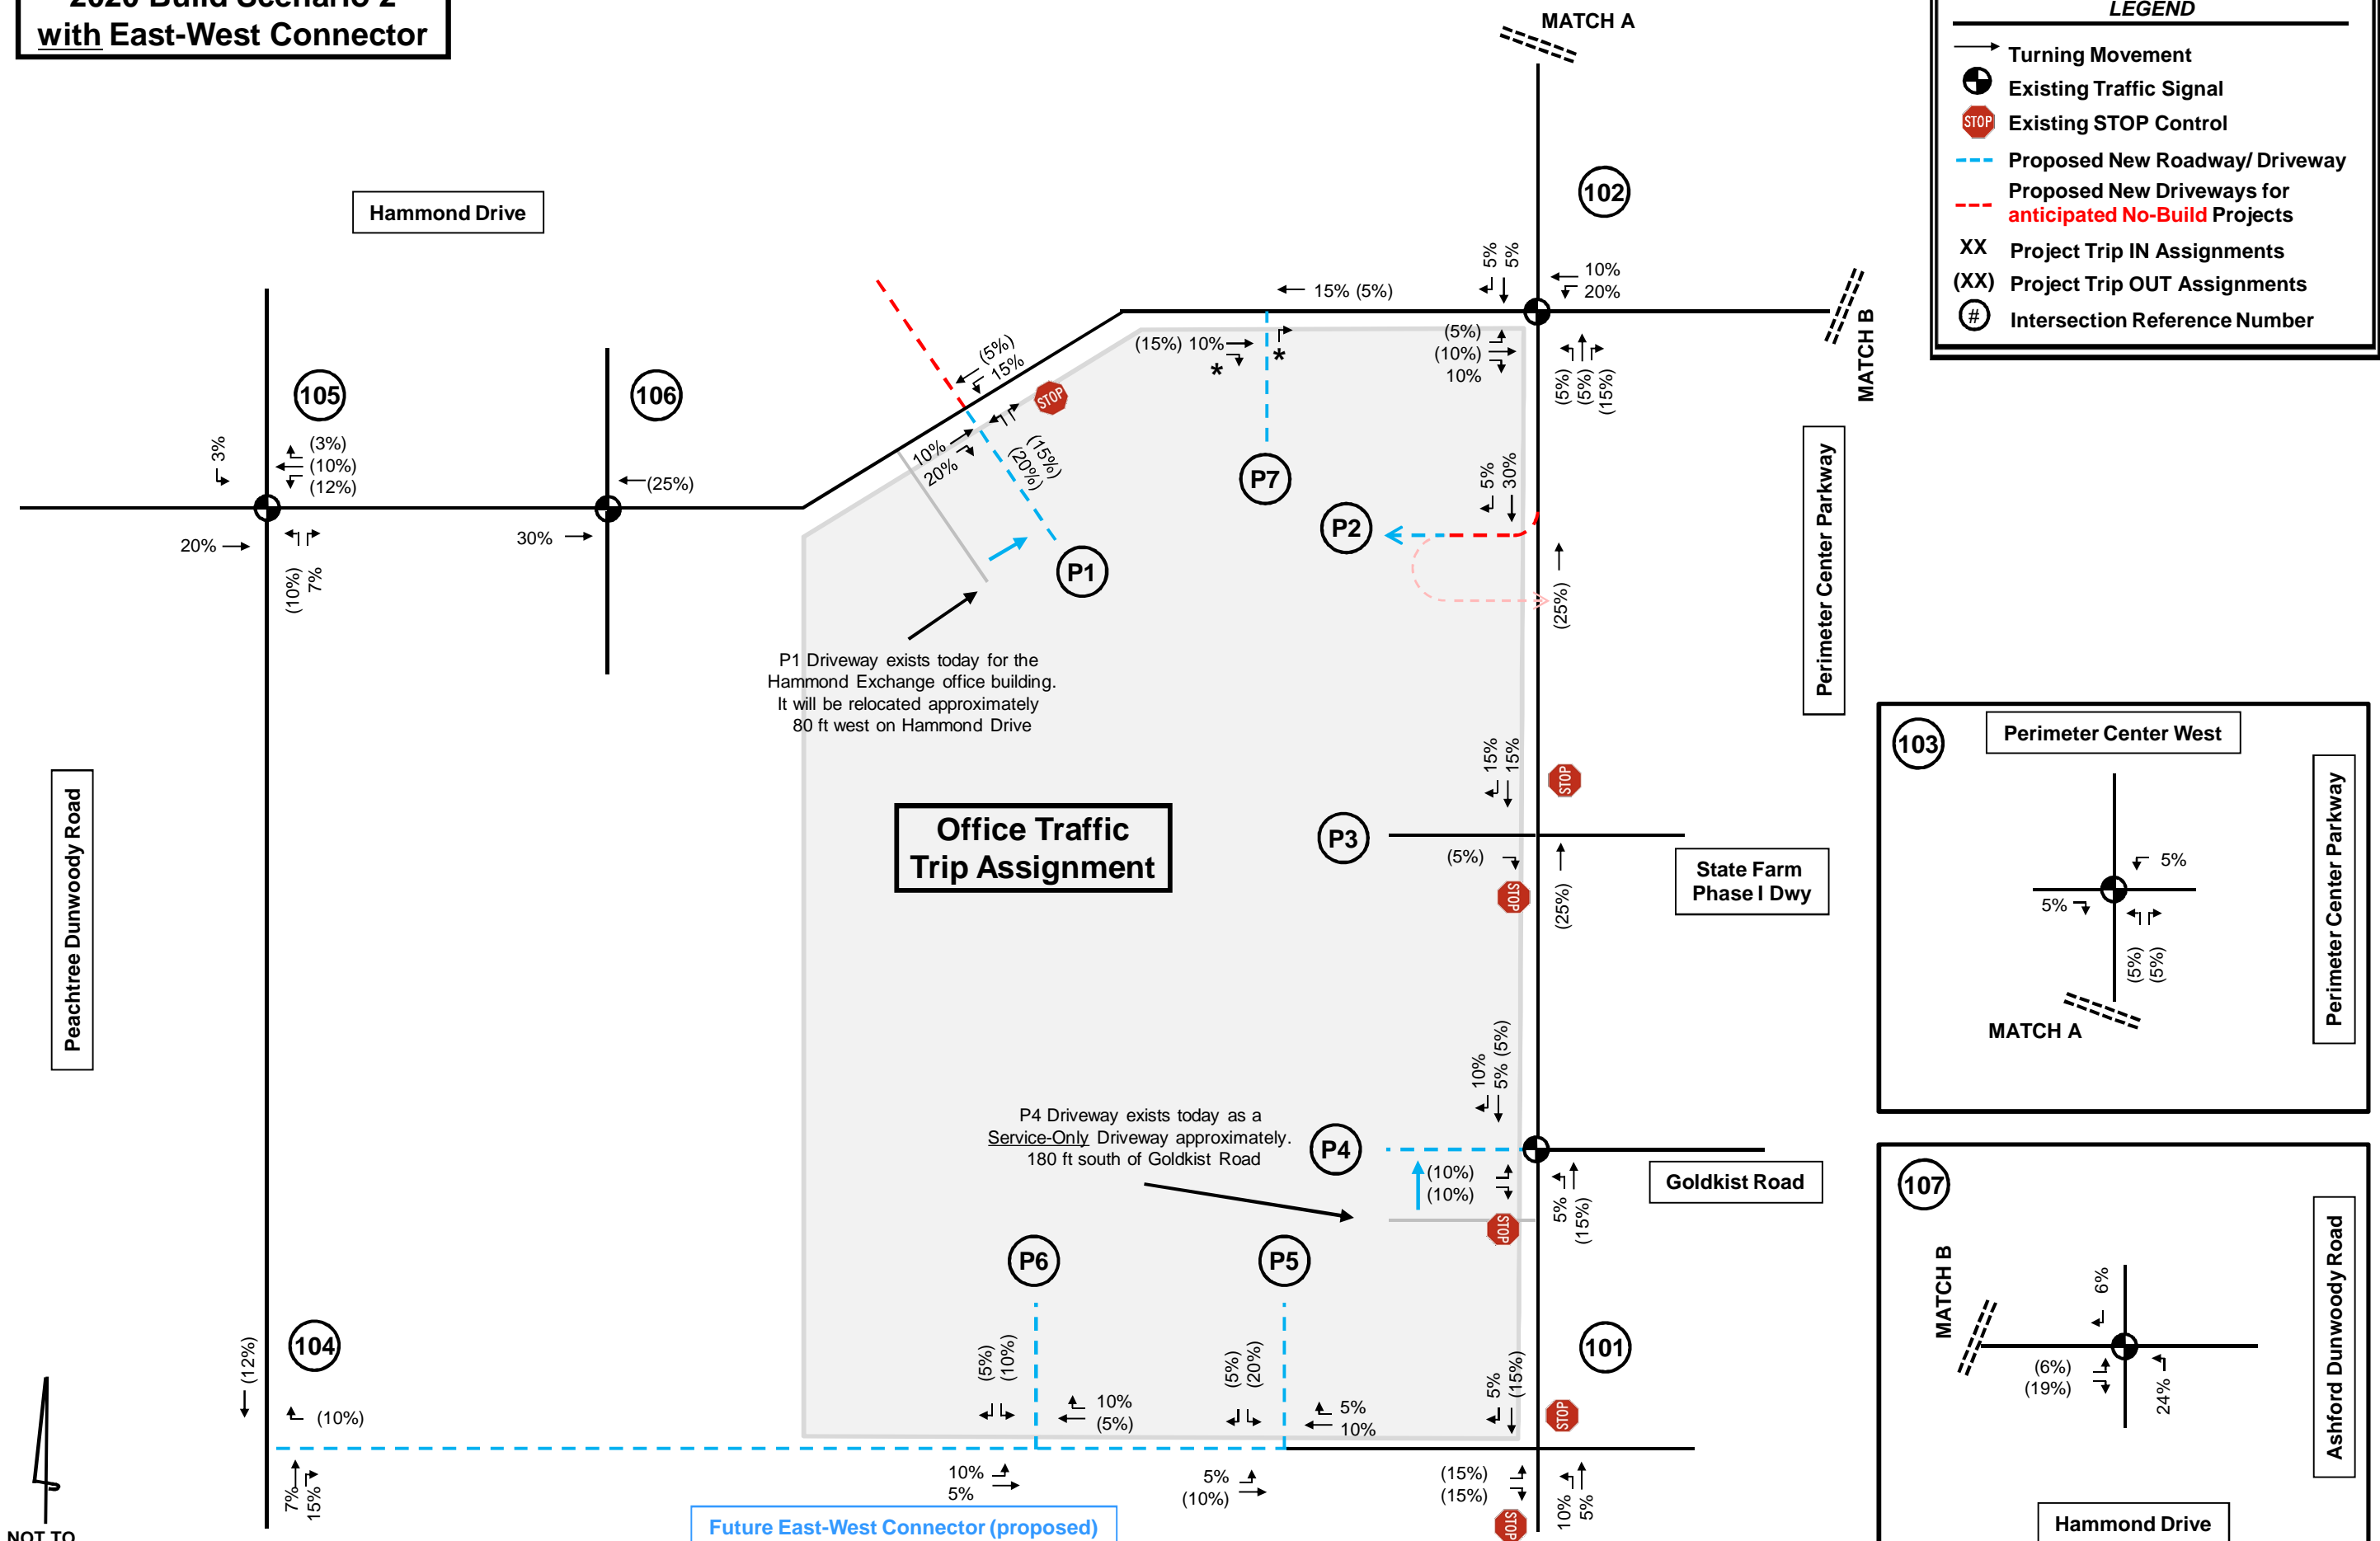 2020 Build Scenario 2
with East-West Connector
MATCH A
LEGEND
Turning Movement
Existing Traffic Signal
STOP
Existing STOP Control
Proposed New Roadway/ Driveway
Proposed New Driveways for
anticipated No-Build Projects
XX Project Trip IN Assignments
(XX) Project Trip OUT Assignments
# Intersection Reference Number
Hammond Drive
102
5%
5%
10%
20%
15% (5%)
(15%) 10%
*
*
(5%)
(10%)
10%
(5%)
(5%)
(15%)
MATCH B
(5%)
15%
STOP
10%
20%
(15%)
(20%)
105
106
3%
(3%)
(10%)
(12%)
(25%)
20%
30%
(10%)
7%
P7
P2
P1
5%
30%
(25%)
Perimeter Center Parkway
P1 Driveway exists today for the
Hammond Exchange office building.
It will be relocated approximately
80 ft west on Hammond Drive
Peachtree Dunwoody Road
Office Traffic
Trip Assignment
15%
15%
STOP
P3
(5%)
STOP
(25%)
State Farm
Phase I Dwy
103
Perimeter Center West
Perimeter Center Parkway
5%
5%
(5%)
(5%)
MATCH A
10%
5% (5%)
P4 Driveway exists today as a
Service-Only Driveway approximately.
180 ft south of Goldkist Road
P4
(10%)
(10%)
STOP
5%
(15%)
Goldkist Road
107
MATCH B
Ashford Dunwoody Road
6%
(6%)
(19%)
24%
Hammond Drive
P6
P5
104
101
(12%)
(10%)
7%
15%
(5%)
(10%)
10%
(5%)
(5%)
(20%)
5%
10%
5%
(15%)
STOP
10%
5%
5%
(10%)
(15%)
(15%)
STOP
10%
5%
Future East-West Connector (proposed)
NOT TO